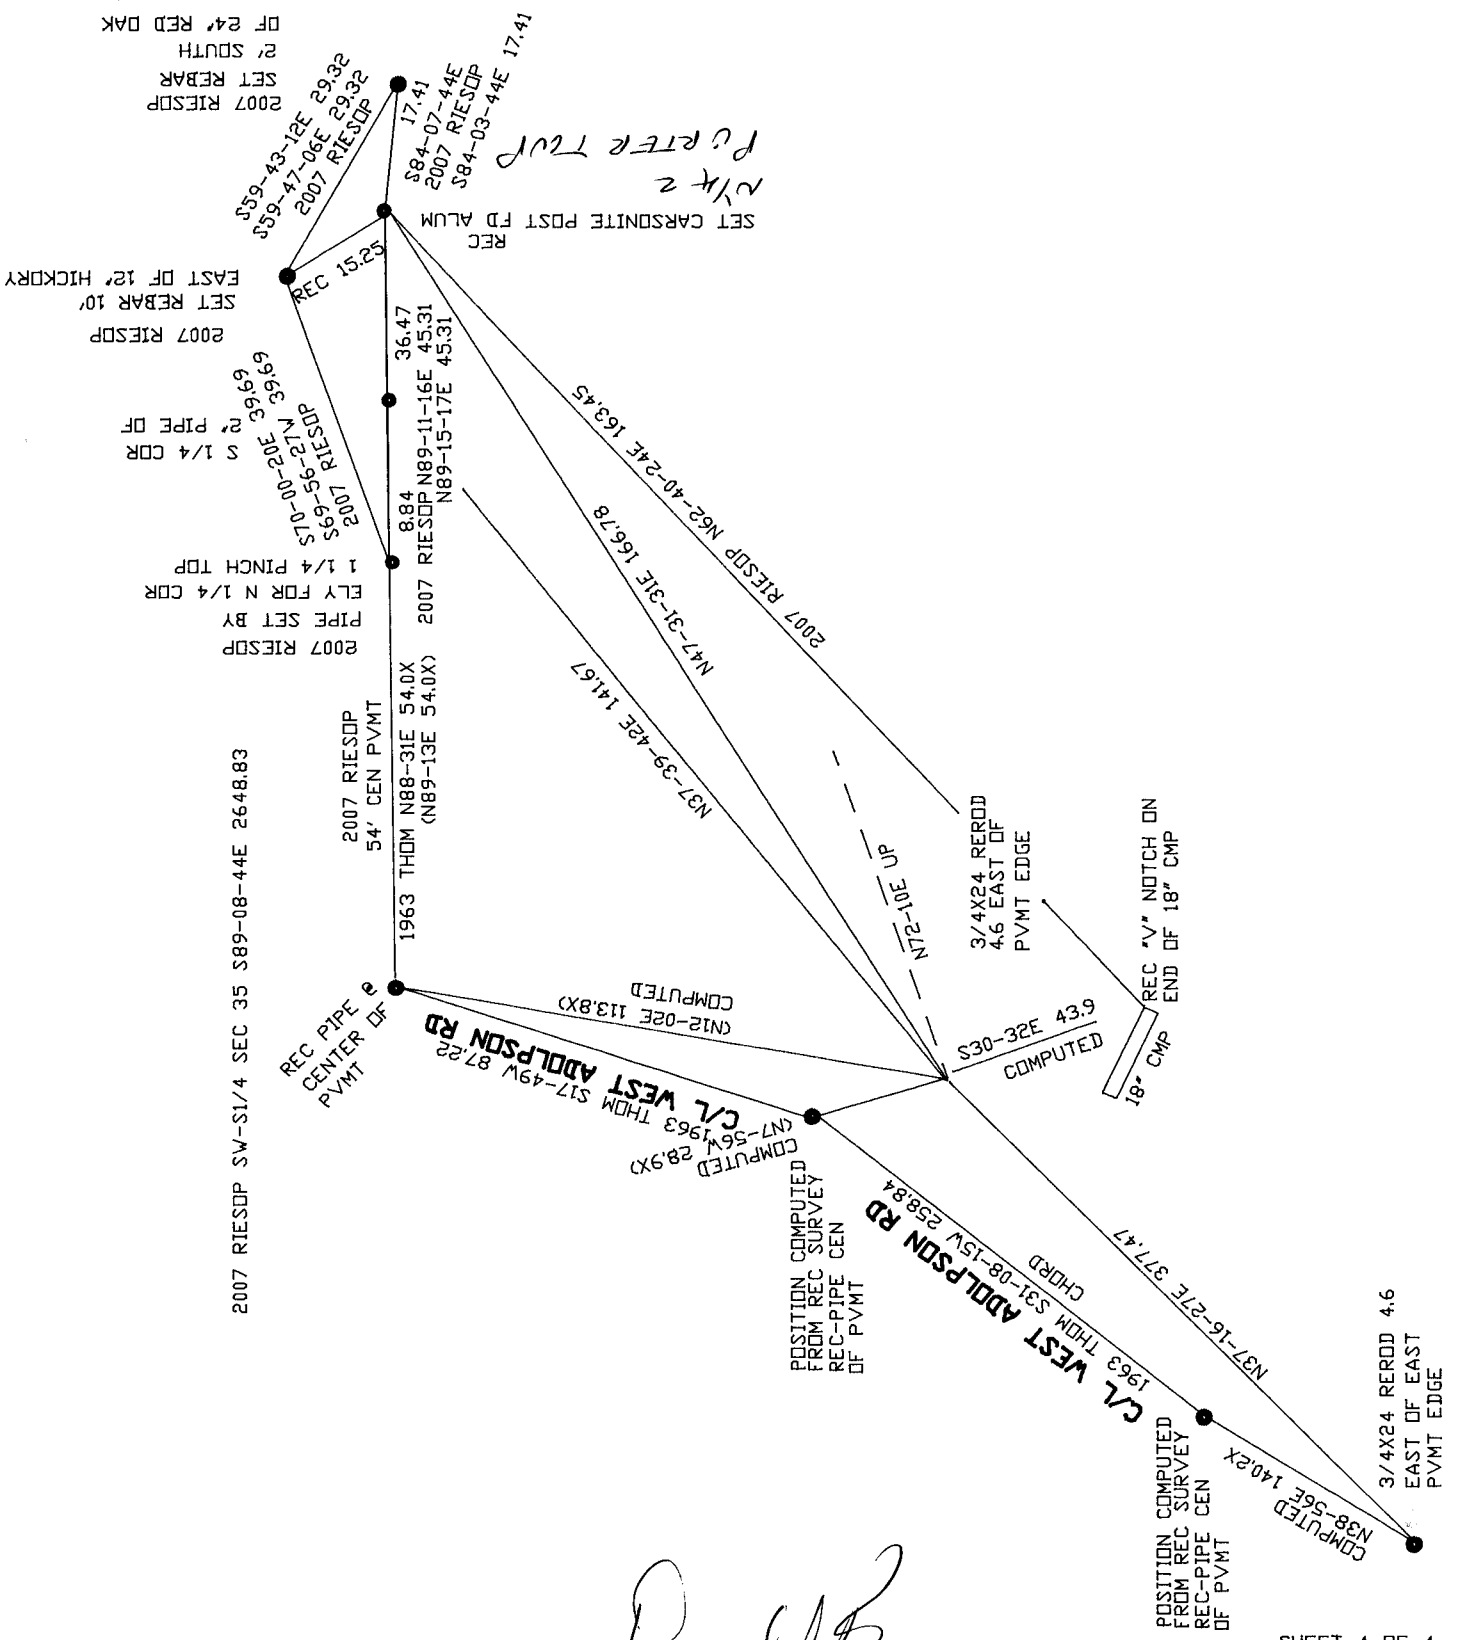 2007 RIESOP
SET REBAR
2' SOUTH
OF 24" RED OAK
S59-43-12E 29.32
S59-47-06E 29.32
2007 RIESOP
17.41
S84-07-44E
2007 RIESOP
S84-03-44E 17.41
N1/4 2
PORTER TWP
REC
SET CARSONITE POST FD ALUM
REC 15.25
2007 RIESOP
SET REBAR 10'
EAST OF 12" HICKORY
S70-00-20E 39.69
S69-56-27W 39.69
2007 RIESOP
S 1/4 COR
2" PIPE OF
2007 RIESOP
PIPE SET BY
ELY FOR N 1/4 COR
1 1/4 PINCH TOP
36.47
8.84
2007 RIESOP N89-11-16E 45.31
N89-15-17E 45.31
2007 RIESOP
54' CEN PVMT
1963 THOM N88-31E 54.0X
(N89-13E 54.0X)
2007 RIESOP SW-S1/4 SEC 35 S89-08-44E 2648.83
2007 RIESOP N62-40-24E 163.45
N47-31-31E 166.78
N37-39-42E 141.67
N72-10E UP
3/4X24 REROD
4.6 EAST OF
PVMT EDGE
REC "V" NOTCH ON
END OF 18" CMP
18" CMP
REC PIPE @
CENTER OF
PVMT
COMPUTED
(N12-02E 113.8X)
C/L WEST ADOLPSON RD
1963 THOM S17-49W 87.22
COMPUTED
(N7-56W 28.9X)
S30-32E 43.9
COMPUTED
POSITION COMPUTED
FROM REC SURVEY
REC-PIPE CEN
OF PVMT
C/L WEST ADOLPSON RD
1963 THOM S31-08-15W 258.84
CHORD
N37-16-27E 377.47
POSITION COMPUTED
FROM REC SURVEY
REC-PIPE CEN
OF PVMT
COMPUTED
N38-56E 140.2X
3/4X24 REROD 4.6
EAST OF EAST
PVMT EDGE
SHEET 4 OF 4